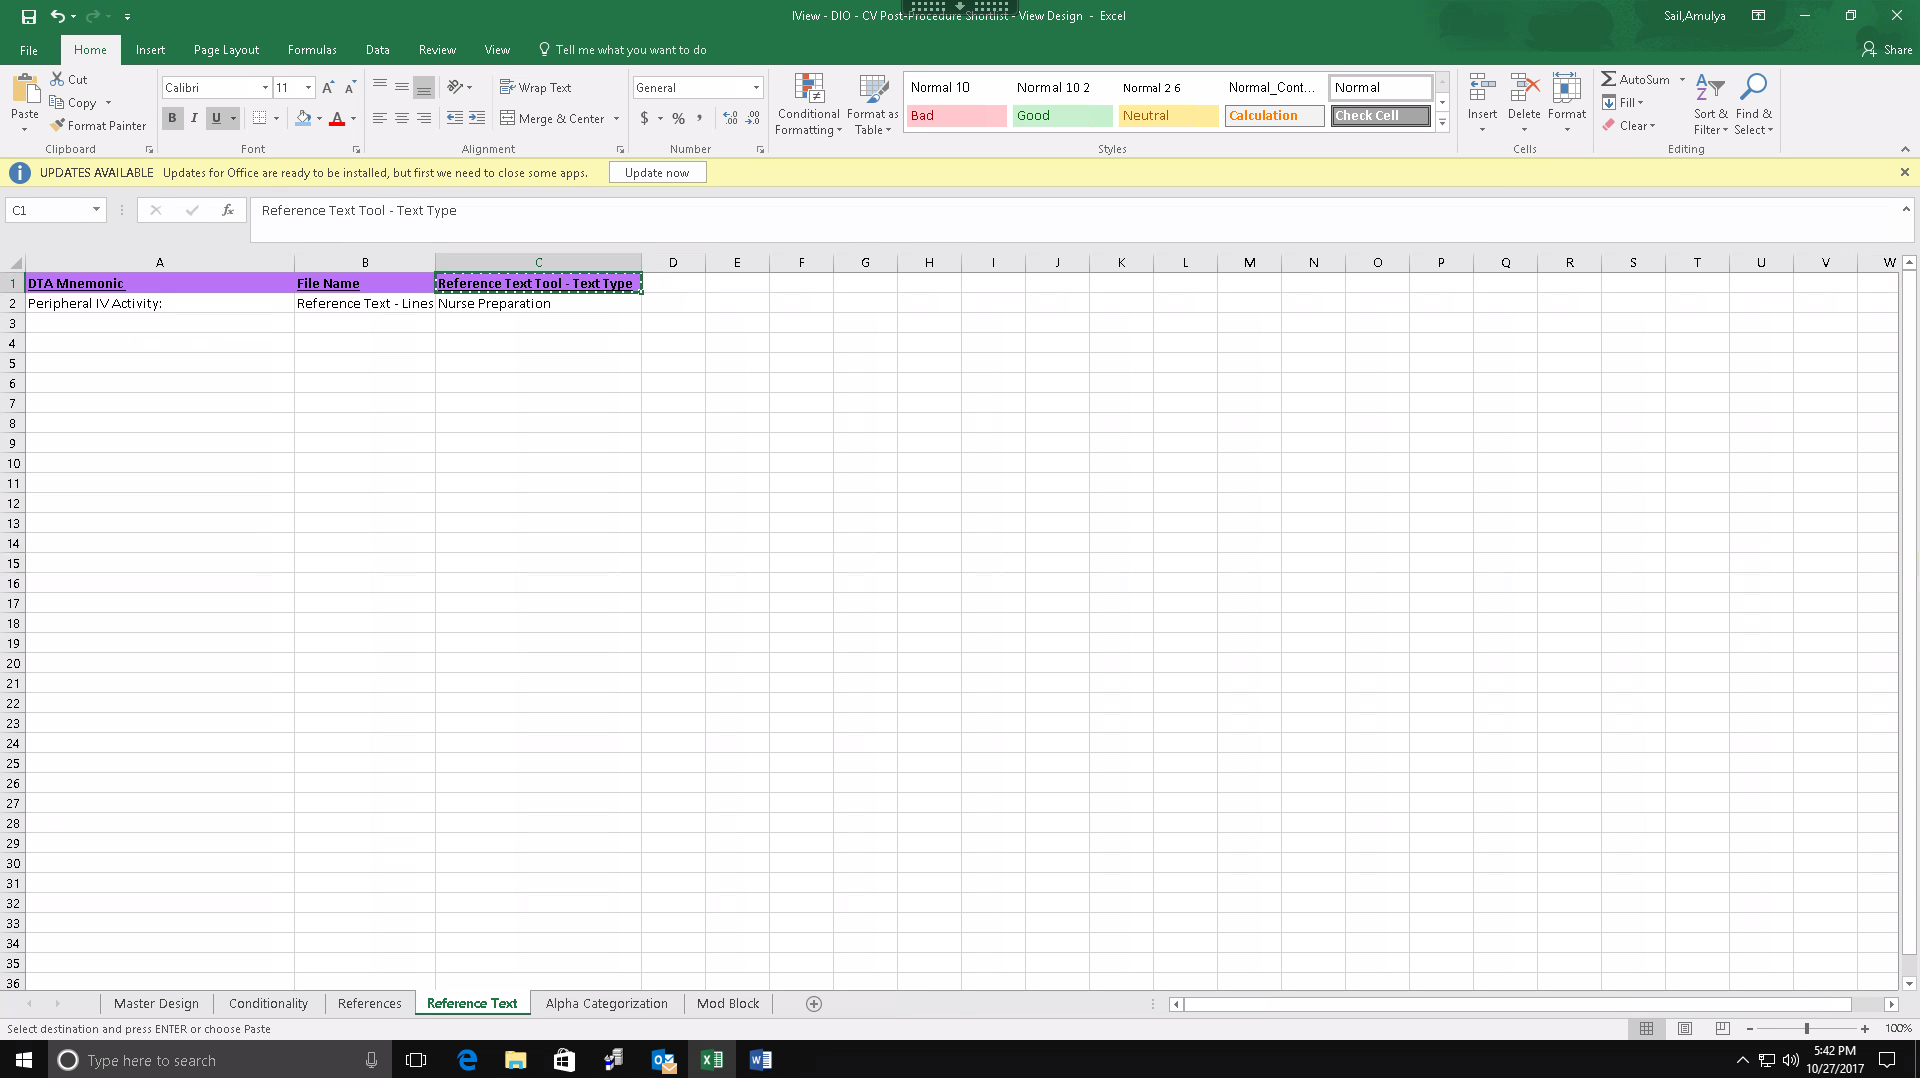 IView - DIO - CV Post-Procedure Shortlist - View Design - Excel
Sail,Amulya
File Home Insert Page Layout Formulas Data Review View Tell me what you want to do Share
Paste Cut
Copy
Format Painter
Clipboard
Calibri 11
B I U
Font
Wrap Text
Merge & Center
Alignment
General
$ % ,
Number
Conditional Formatting
Format as Table
Normal 10 Normal 10 2 Normal 2 6 Normal_Cont... Normal
Bad Good Neutral Calculation Check Cell
Styles
Insert Delete Format
Cells
AutoSum
Fill
Clear
Sort & Filter
Find & Select
Editing
UPDATES AVAILABLE Updates for Office are ready to be installed, but first we need to close some apps. Update now
C1 fx Reference Text Tool - Text Type
A B C D E F G H I J K L M N O P Q R S T U V W
1 DTA Mnemonic File Name Reference Text Tool - Text Type
2 Peripheral IV Activity: Reference Text - Lines Nurse Preparation
3
4
5
6
7
8
9
10
11
12
13
14
15
16
17
18
19
20
21
22
23
24
25
26
27
28
29
30
31
32
33
34
35
36
Master Design Conditionality References Reference Text Alpha Categorization Mod Block
Select destination and press ENTER or choose Paste
100%
Type here to search
5:42 PM
10/27/2017